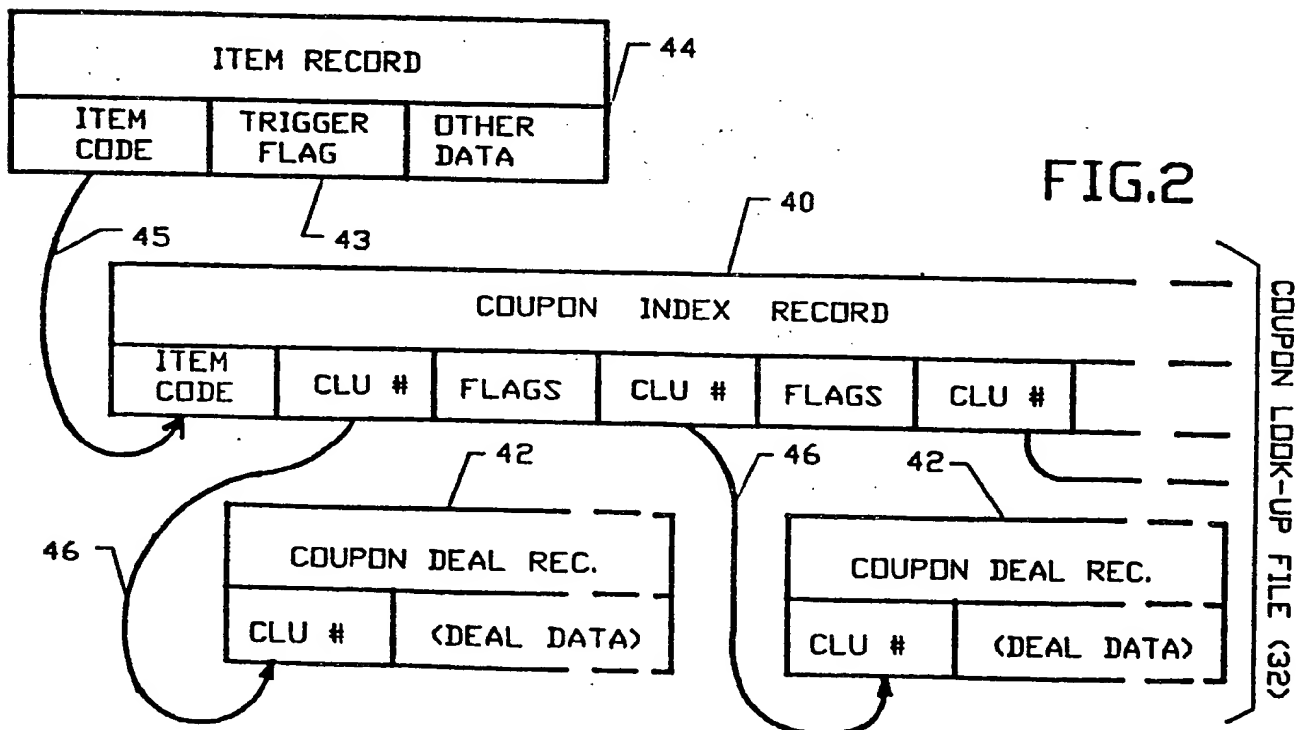 ITEM RECORD
44
ITEM CODE
TRIGGER FLAG
OTHER DATA
FIG.2
45
43
40
COUPON INDEX RECORD
ITEM CODE
CLU #
FLAGS
CLU #
FLAGS
CLU #
46
42
46
42
COUPON DEAL REC.
CLU #
(DEAL DATA)
COUPON DEAL REC.
CLU #
(DEAL DATA)
COUPON LOOK-UP FILE (32)